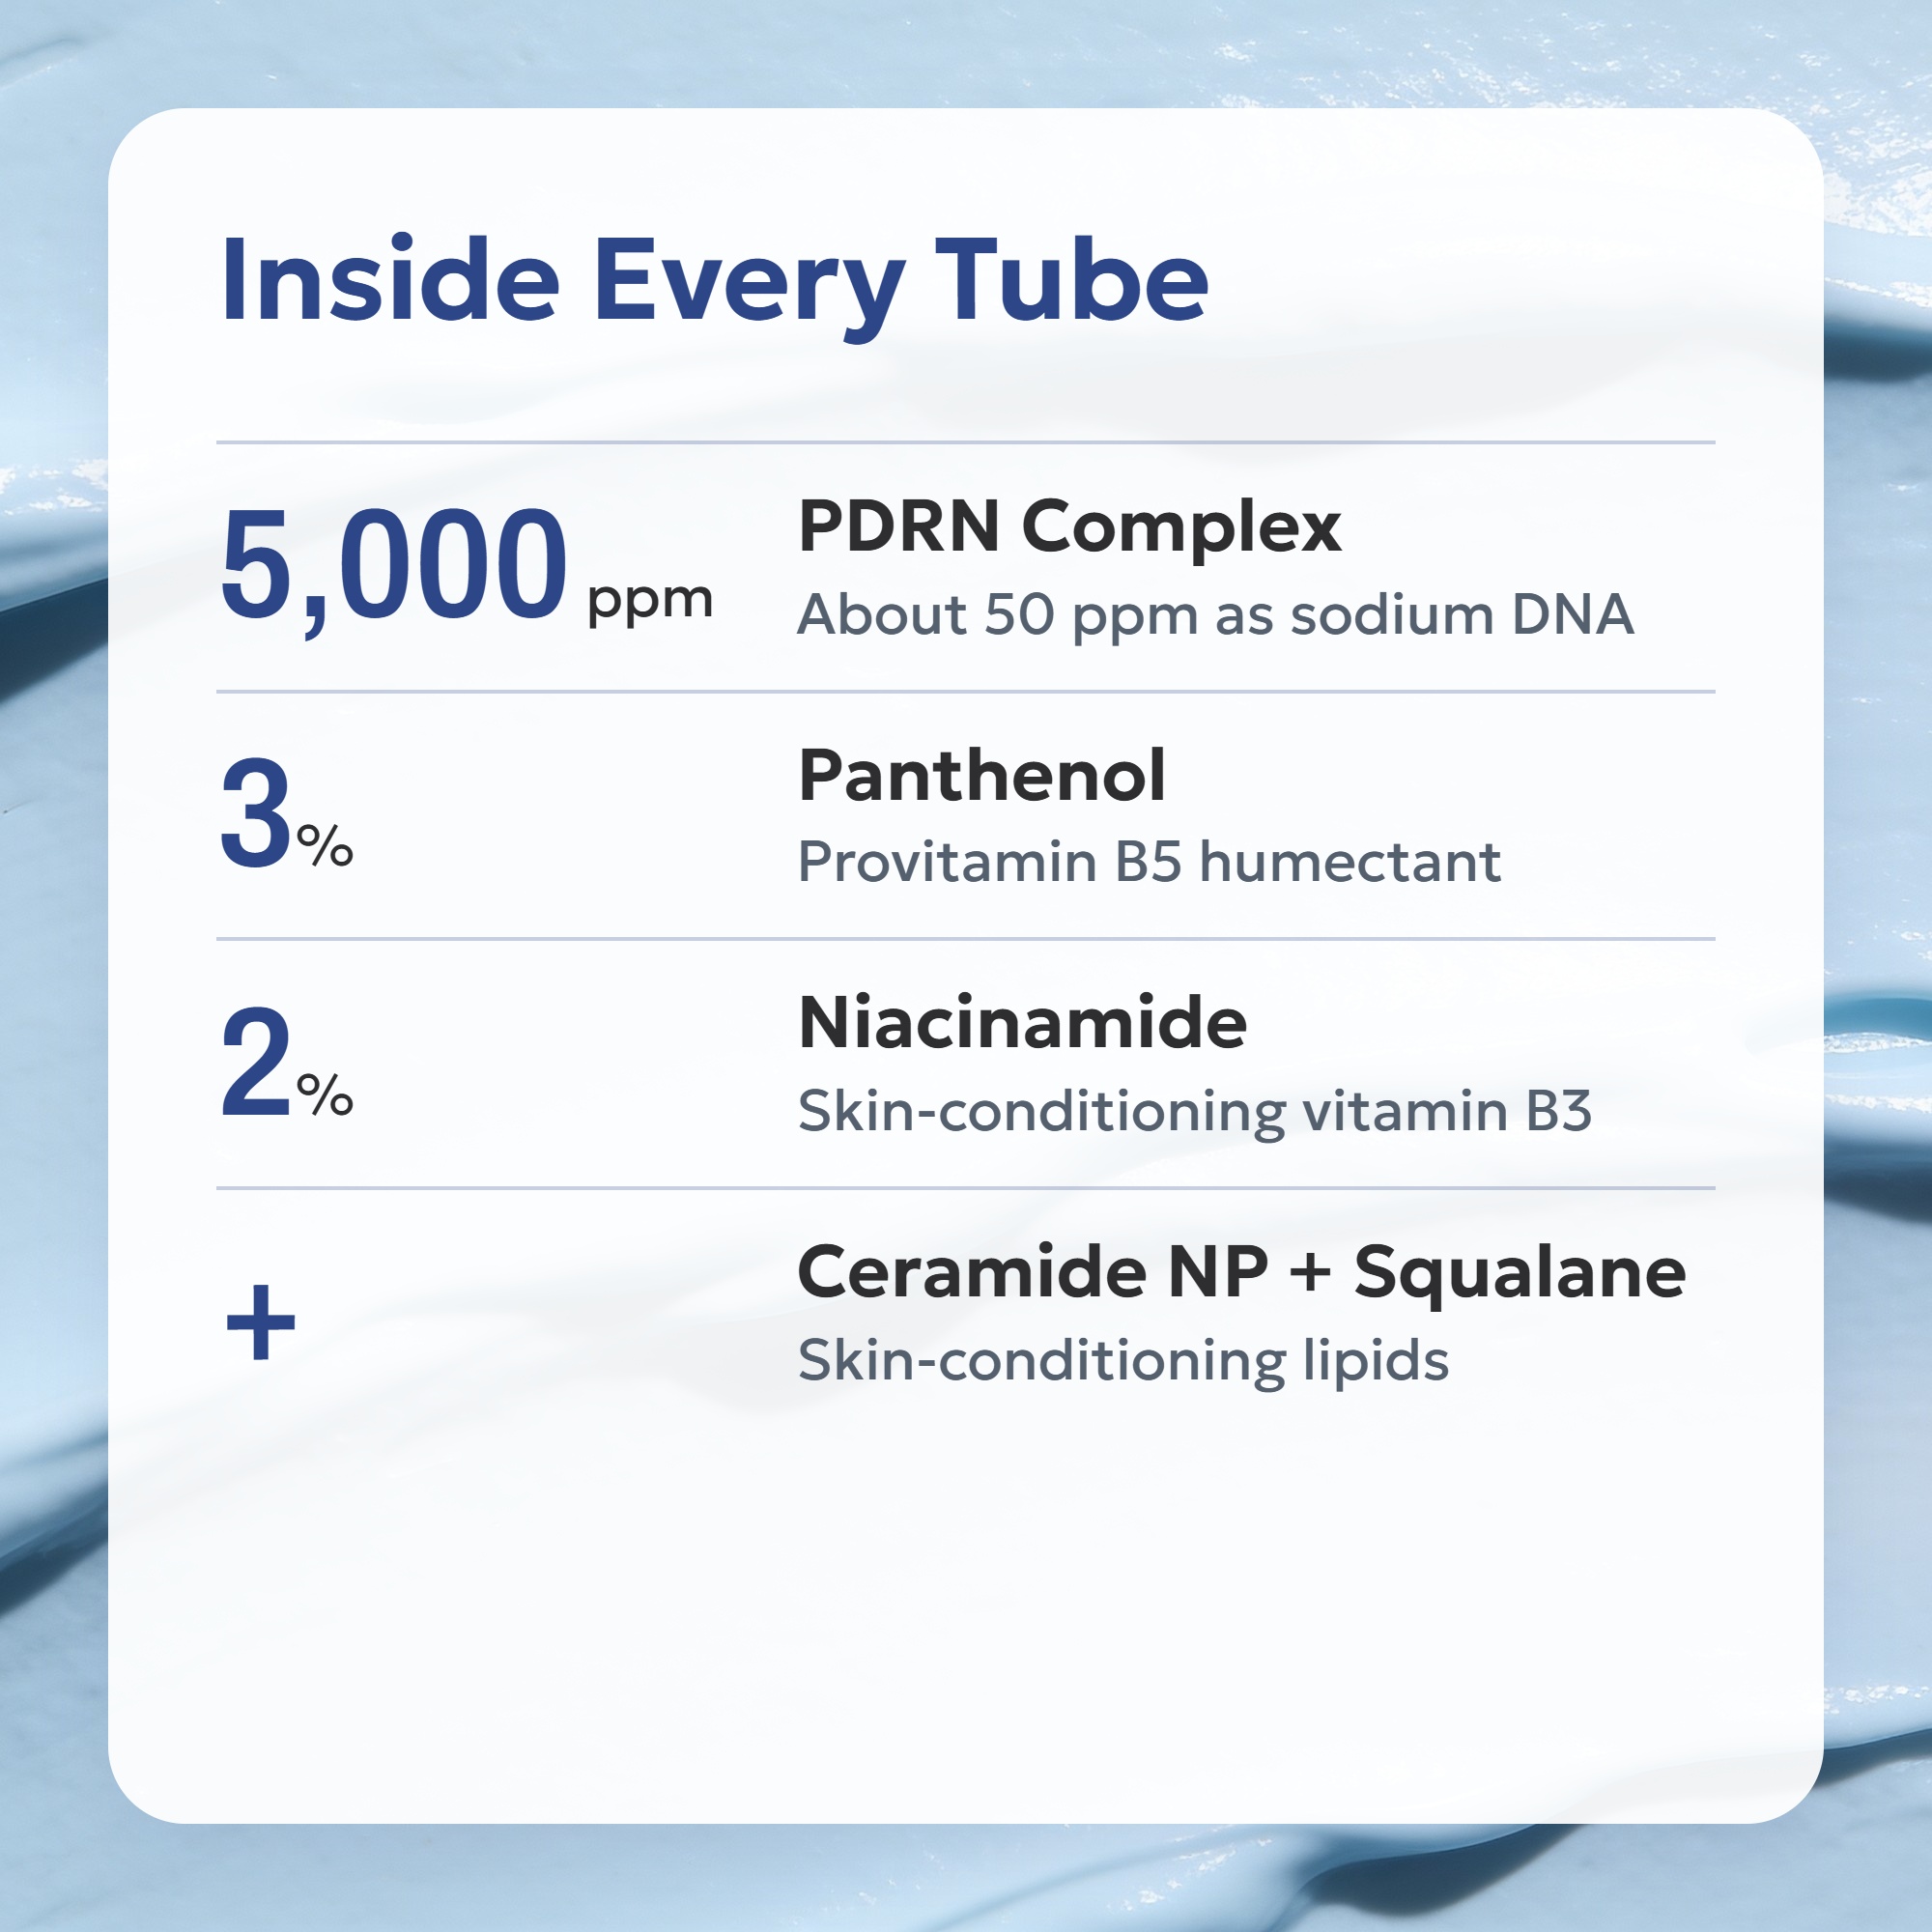 Inside Every Tube
5,000 ppm
PDRN Complex
About 50 ppm as sodium DNA
3%
Panthenol
Provitamin B5 humectant
2%
Niacinamide
Skin-conditioning vitamin B3
+
Ceramide NP + Squalane
Skin-conditioning lipids